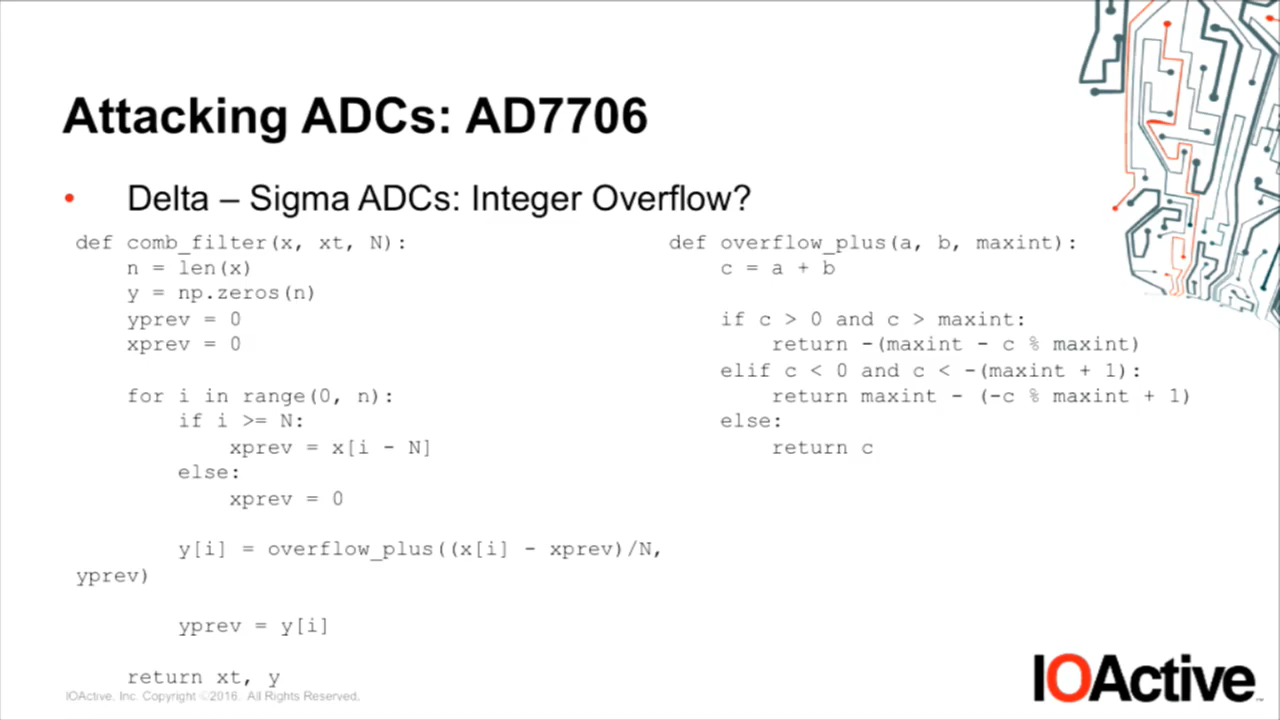 Attacking ADCs: AD7706
• Delta – Sigma ADCs: Integer Overflow?
def comb_filter(x, xt, N):
    n = len(x)
    y = np.zeros(n)
    yprev = 0
    xprev = 0
    for i in range(0, n):
        if i >= N:
            xprev = x[i - N]
        else:
            xprev = 0
        y[i] = overflow_plus((x[i] - xprev)/N,
yprev)
        yprev = y[i]
    return xt, y
def overflow_plus(a, b, maxint):
    c = a + b
    if c > 0 and c > maxint:
        return -(maxint - c % maxint)
    elif c < 0 and c < -(maxint + 1):
        return maxint - (-c % maxint + 1)
    else:
        return c
IOActive, Inc. Copyright ©2016. All Rights Reserved.
IOActive™